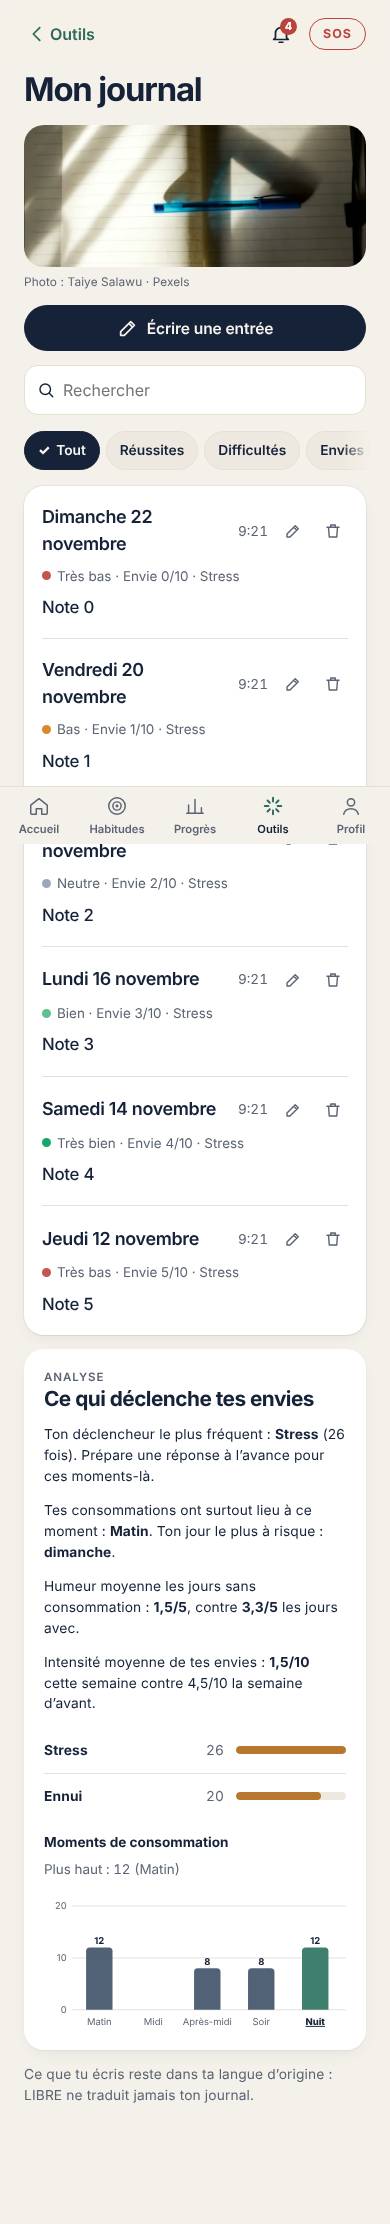 Outils
4
SOS
Mon journal
Photo : Taiye Salawu · Pexels
Écrire une entrée
Rechercher
Tout
Réussites
Difficultés
Envies
Dimanche 22
novembre
9:21
Très bas · Envie 0/10 · Stress
Note 0
Vendredi 20
novembre
9:21
Bas · Envie 1/10 · Stress
Note 1
Accueil
Habitudes
Progrès
Outils
Profil
novembre
Neutre · Envie 2/10 · Stress
Note 2
Lundi 16 novembre
9:21
Bien · Envie 3/10 · Stress
Note 3
Samedi 14 novembre
9:21
Très bien · Envie 4/10 · Stress
Note 4
Jeudi 12 novembre
9:21
Très bas · Envie 5/10 · Stress
Note 5
ANALYSE
Ce qui déclenche tes envies
Ton déclencheur le plus fréquent : Stress (26
fois). Prépare une réponse à l’avance pour
ces moments-là.
Tes consommations ont surtout lieu à ce
moment : Matin. Ton jour le plus à risque :
dimanche.
Humeur moyenne les jours sans
consommation : 1,5/5, contre 3,3/5 les jours
avec.
Intensité moyenne de tes envies : 1,5/10
cette semaine contre 4,5/10 la semaine
d’avant.
Stress 26
Ennui 20
Moments de consommation
Plus haut : 12 (Matin)
20
10
0
12
8
8
12
Matin
Midi
Après-midi
Soir
Nuit
Ce que tu écris reste dans ta langue d’origine :
LIBRE ne traduit jamais ton journal.